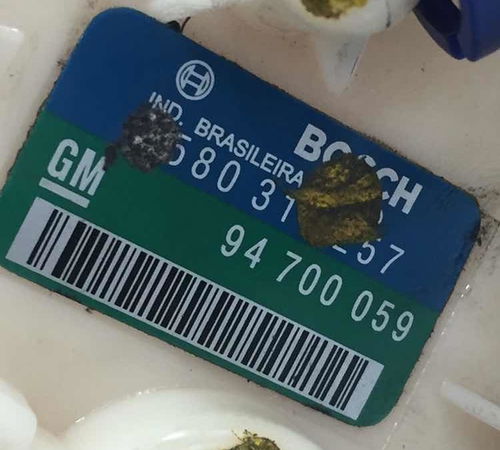 BOSCH
IND. BRASILEIRA
GM
94 700 059